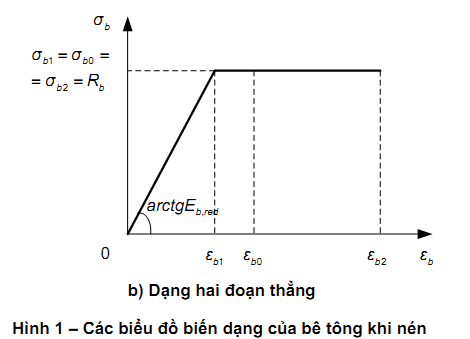 σb
σb1 = σb0 =
= σb2 = Rb
arctgEb,red
0
εb1
εb0
εb2
εb
b) Dạng hai đoạn thẳng
Hình 1 – Các biểu đồ biến dạng của bê tông khi nén